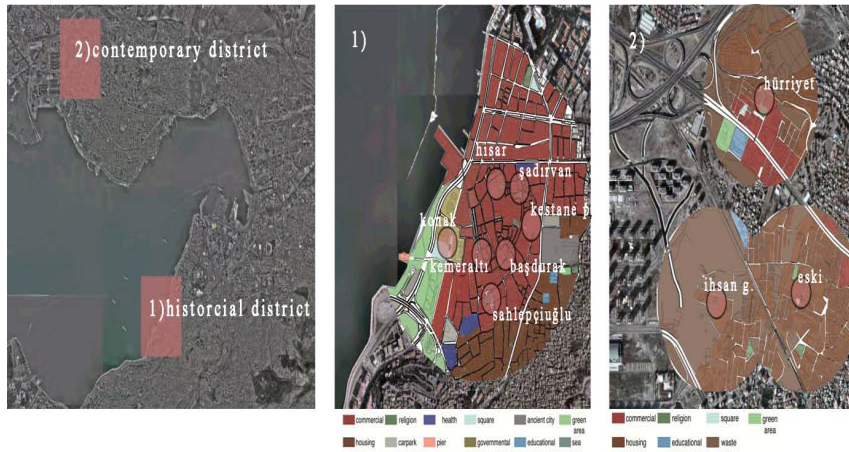 2)contemporary district
1)historcial district
1)
hisar
şadırvan
kestane p
konak
kemeraltı
başdurak
sahlepçiuğlu
commercial
religion
health
square
ancient city
green area
housing
carpark
pier
governmental
educational
sea
2)
hürriyet
ihsan g.
eski
commercial
religion
square
green area
housing
educational
waste